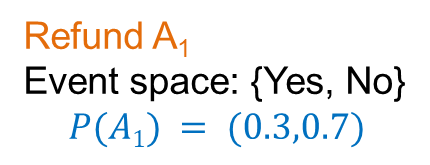 Refund A₁
Event space: {Yes, No}
P(A₁) = (0.3,0.7)